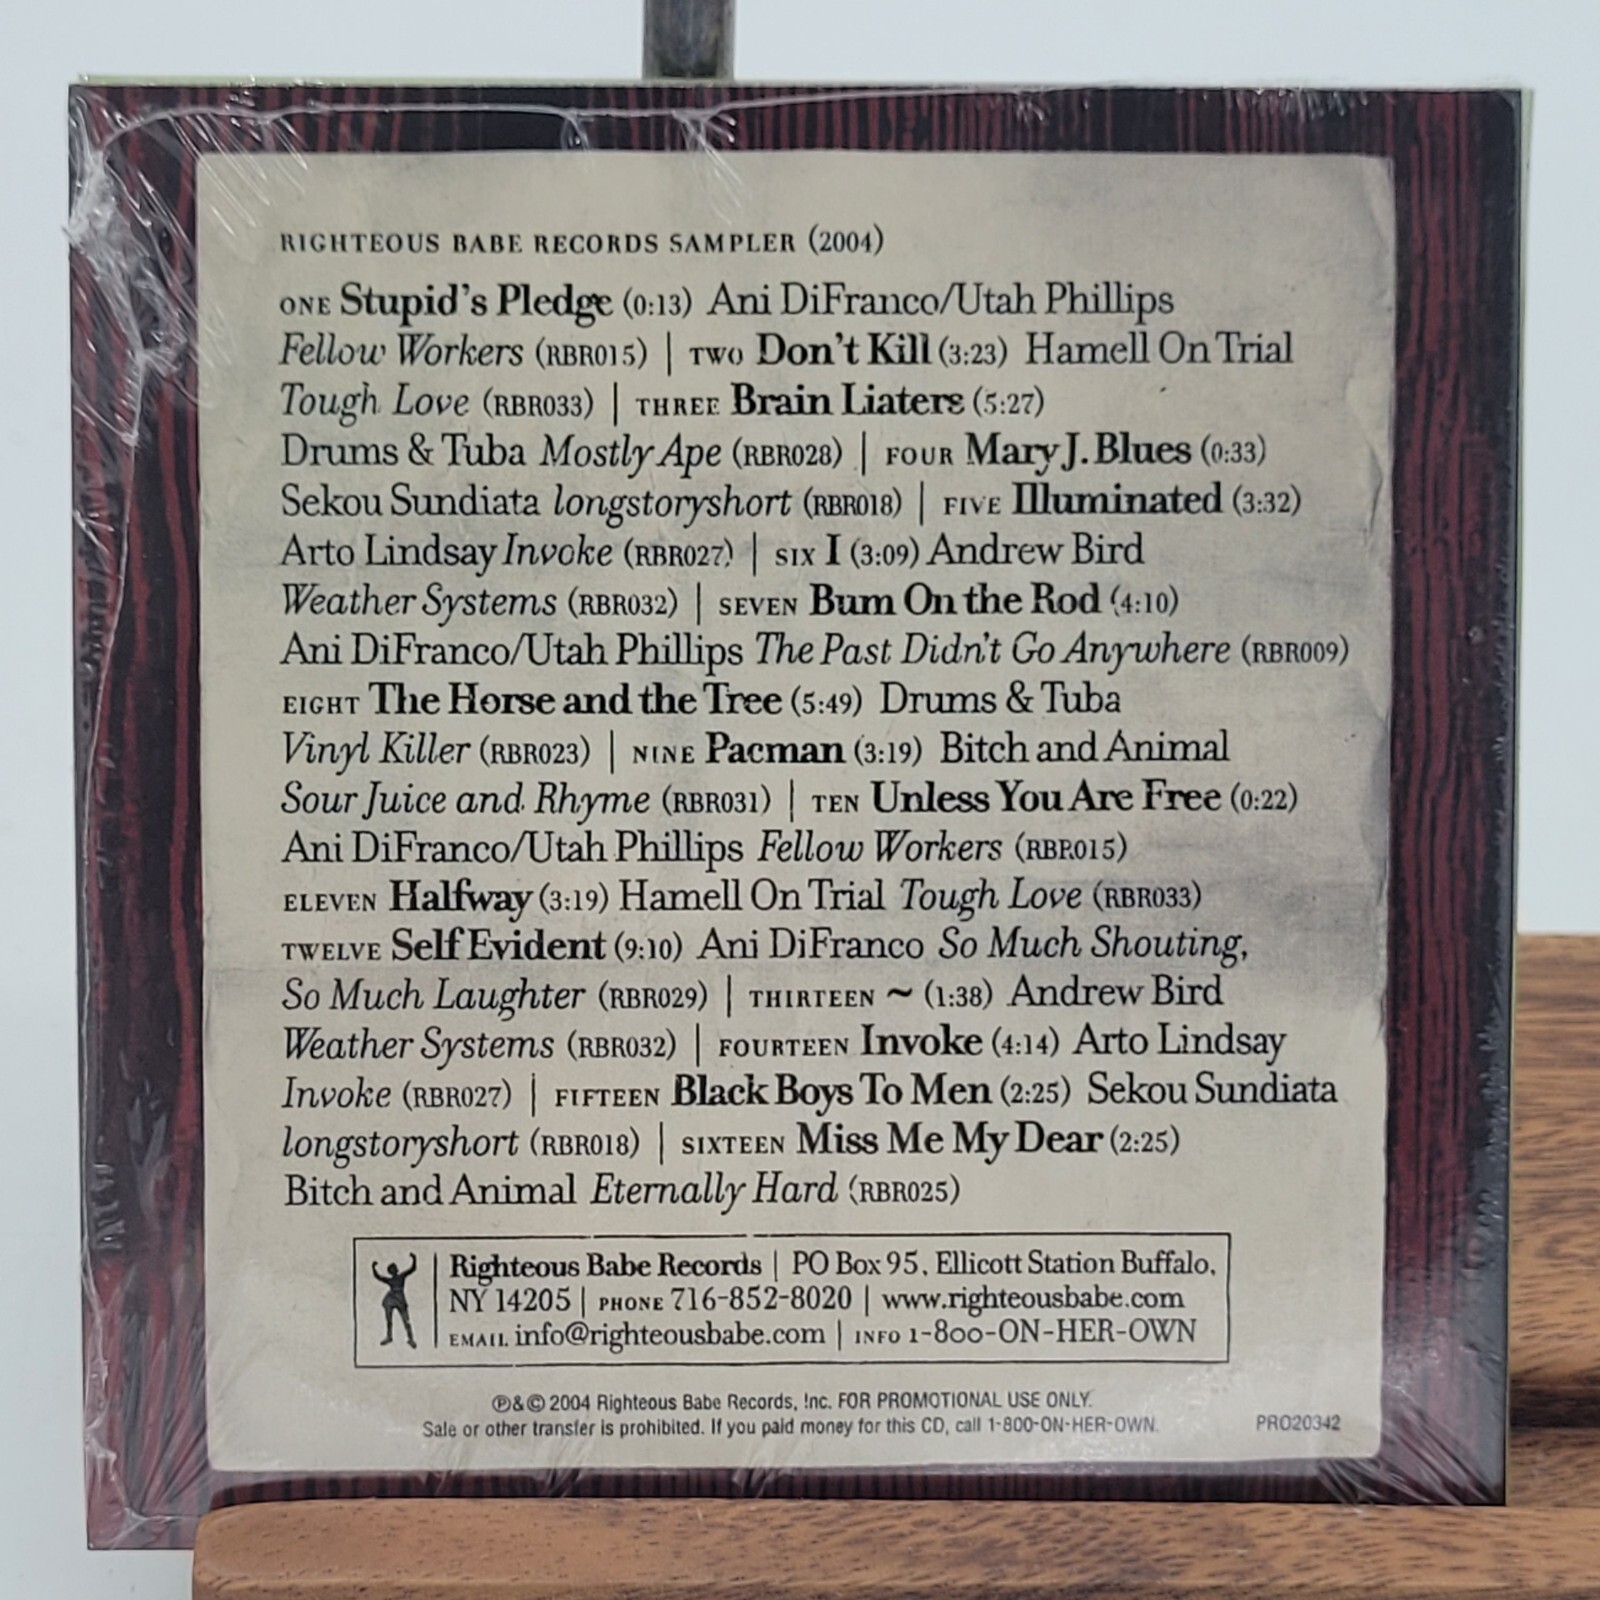 RIGHTEOUS BABE RECORDS SAMPLER (2004)
ONE Stupid's Pledge (0:13) Ani DiFranco/Utah Phillips
Fellow Workers (RBR015) | TWO Don't Kill (3:23) Hamell On Trial
Tough Love (RBR033) | THREE Brain Liaters (5:27)
Drums & Tuba Mostly Ape (RBR028) | FOUR Mary J. Blues (0:33)
Sekou Sundiata longstoryshort (RBR018) | FIVE Illuminated (3:32)
Arto Lindsay Invoke (RBR027) | SIX I (3:09) Andrew Bird
Weather Systems (RBR032) | SEVEN Bum On the Rod (4:10)
Ani DiFranco/Utah Phillips The Past Didn't Go Anywhere (RBR009)
EIGHT The Horse and the Tree (5:49) Drums & Tuba
Vinyl Killer (RBR023) | NINE Pacman (3:19) Bitch and Animal
Sour Juice and Rhyme (RBR031) | TEN Unless You Are Free (0:22)
Ani DiFranco/Utah Phillips Fellow Workers (RBR015)
ELEVEN Halfway (3:19) Hamell On Trial Tough Love (RBR033)
TWELVE Self Evident (9:10) Ani DiFranco So Much Shouting,
So Much Laughter (RBR029) | THIRTEEN ~ (1:38) Andrew Bird
Weather Systems (RBR032) | FOURTEEN Invoke (4:14) Arto Lindsay
Invoke (RBR027) | FIFTEEN Black Boys To Men (2:25) Sekou Sundiata
longstoryshort (RBR018) | SIXTEEN Miss Me My Dear (2:25)
Bitch and Animal Eternally Hard (RBR025)
Righteous Babe Records | PO Box 95, Ellicott Station Buffalo,
NY 14205 | PHONE 716-852-8020 | www.righteousbabe.com
EMAIL info@righteousbabe.com | INFO 1-800-ON-HER-OWN
℗&© 2004 Righteous Babe Records, Inc. FOR PROMOTIONAL USE ONLY.
Sale or other transfer is prohibited. If you paid money for this CD, call 1-800-ON-HER-OWN.
PRO20342